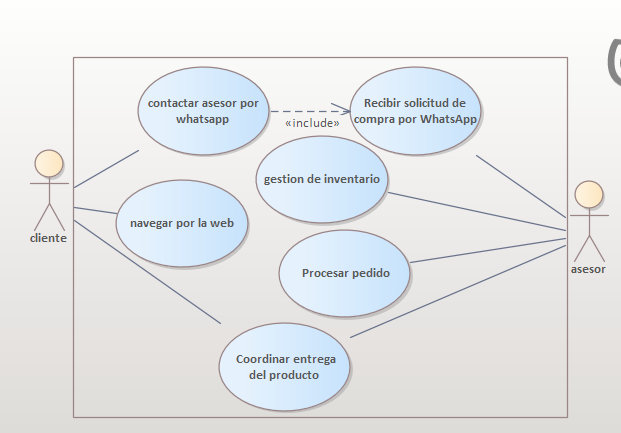 contactar asesor por
whatsapp
«include»
Recibir solicitud de
compra por WhatsApp
gestion de inventario
navegar por la web
cliente
Procesar pedido
asesor
Coordinar entrega
del producto